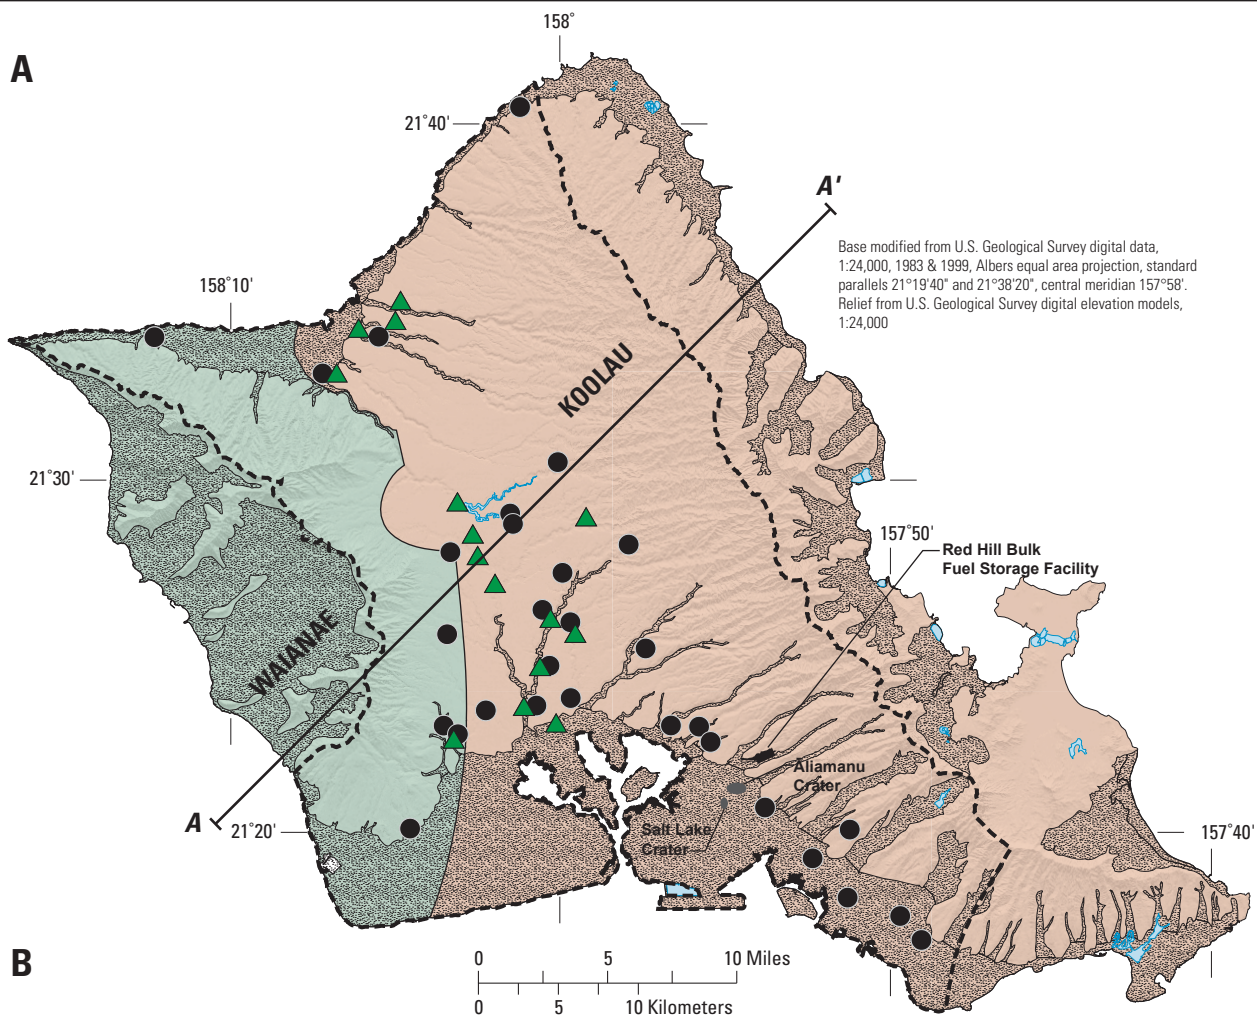 A
158°
21°40'
A'
Base modified from U.S. Geological Survey digital data,
1:24,000, 1983 & 1999, Albers equal area projection, standard
parallels 21°19'40" and 21°38'20", central meridian 157°58'.
Relief from U.S. Geological Survey digital elevation models,
1:24,000
158°10'
KOOLAU
21°30'
157°50'
Red Hill Bulk
Fuel Storage Facility
WAIANAE
Aliamanu
Crater
A
21°20'
Salt Lake
Crater
157°40'
B
0 5 10 Miles
0 5 10 Kilometers